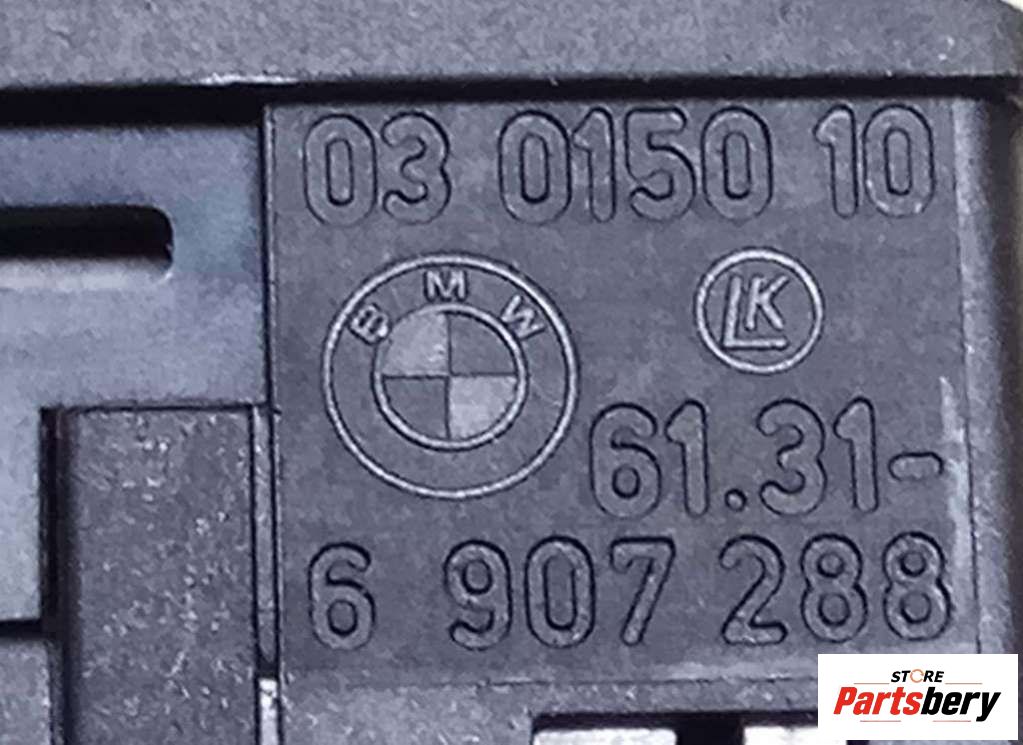 03 0150 10
BMW
LK
61.31-
6 907 288
STORE
Partsbery